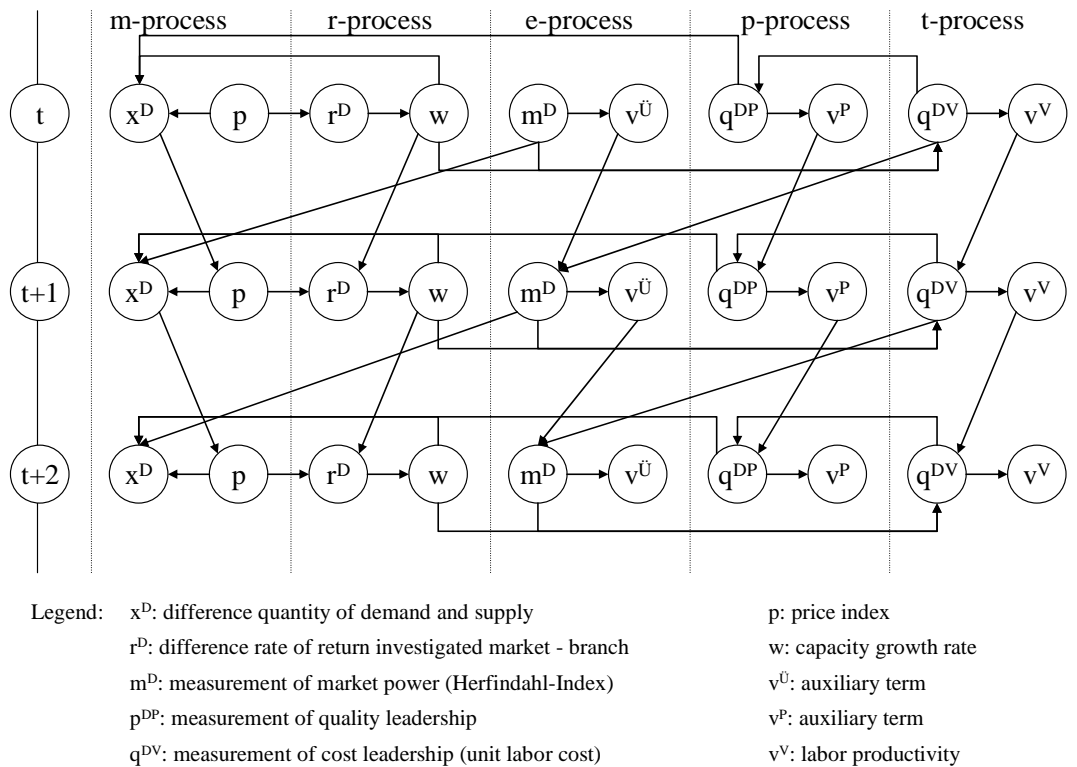 m-process r-process e-process p-process t-process
t xᴰ p rᴰ w mᴰ v�Ü qᴰᴾ vᴾ qᴰⱽ vⱽ
t+1 xᴰ p rᴰ w mᴰ v�Ü qᴰᴾ vᴾ qᴰⱽ vⱽ
t+2 xᴰ p rᴰ w mᴰ v�Ü qᴰᴾ vᴾ qᴰⱽ vⱽ
Legend: xᴰ: difference quantity of demand and supply p: price index
rᴰ: difference rate of return investigated market - branch w: capacity growth rate
mᴰ: measurement of market power (Herfindahl-Index) v�Ü: auxiliary term
pᴰᴾ: measurement of quality leadership vᴾ: auxiliary term
qᴰⱽ: measurement of cost leadership (unit labor cost) vⱽ: labor productivity